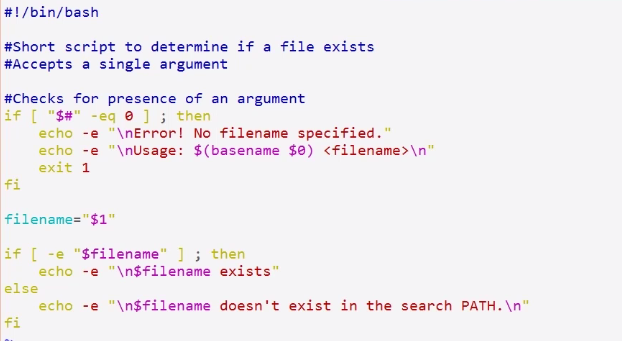 #!/bin/bash
#Short script to determine if a file exists
#Accepts a single argument
#Checks for presence of an argument
if [ "$#" -eq 0 ] ; then
    echo -e "\nError! No filename specified."
    echo -e "\nUsage: $(basename $0) <filename>\n"
    exit 1
fi
filename="$1"
if [ -e "$filename" ] ; then
    echo -e "\n$filename exists"
else
    echo -e "\n$filename doesn't exist in the search PATH.\n"
fi